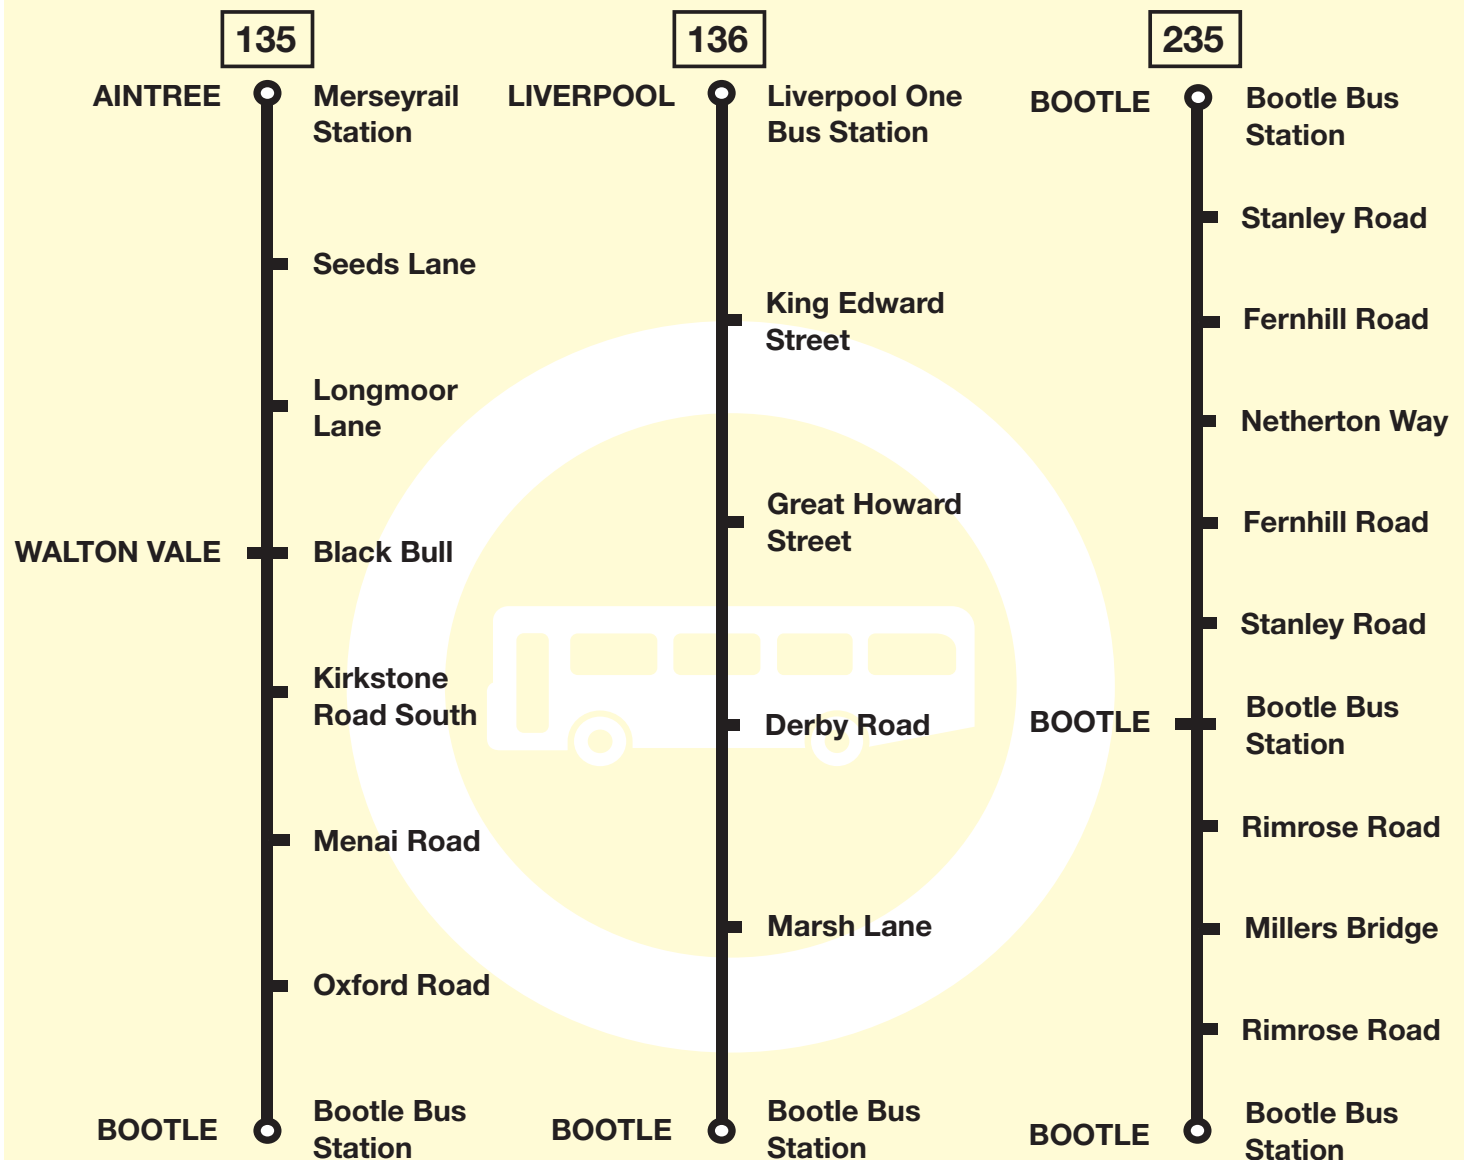 135
AINTREE
Merseyrail
Station
Seeds Lane
Longmoor
Lane
WALTON VALE
Black Bull
Kirkstone
Road South
Menai Road
Oxford Road
BOOTLE
Bootle Bus
Station
136
LIVERPOOL
Liverpool One
Bus Station
King Edward
Street
Great Howard
Street
Derby Road
Marsh Lane
BOOTLE
Bootle Bus
Station
235
BOOTLE
Bootle Bus
Station
Stanley Road
Fernhill Road
Netherton Way
Fernhill Road
Stanley Road
BOOTLE
Bootle Bus
Station
Rimrose Road
Millers Bridge
Rimrose Road
BOOTLE
Bootle Bus
Station